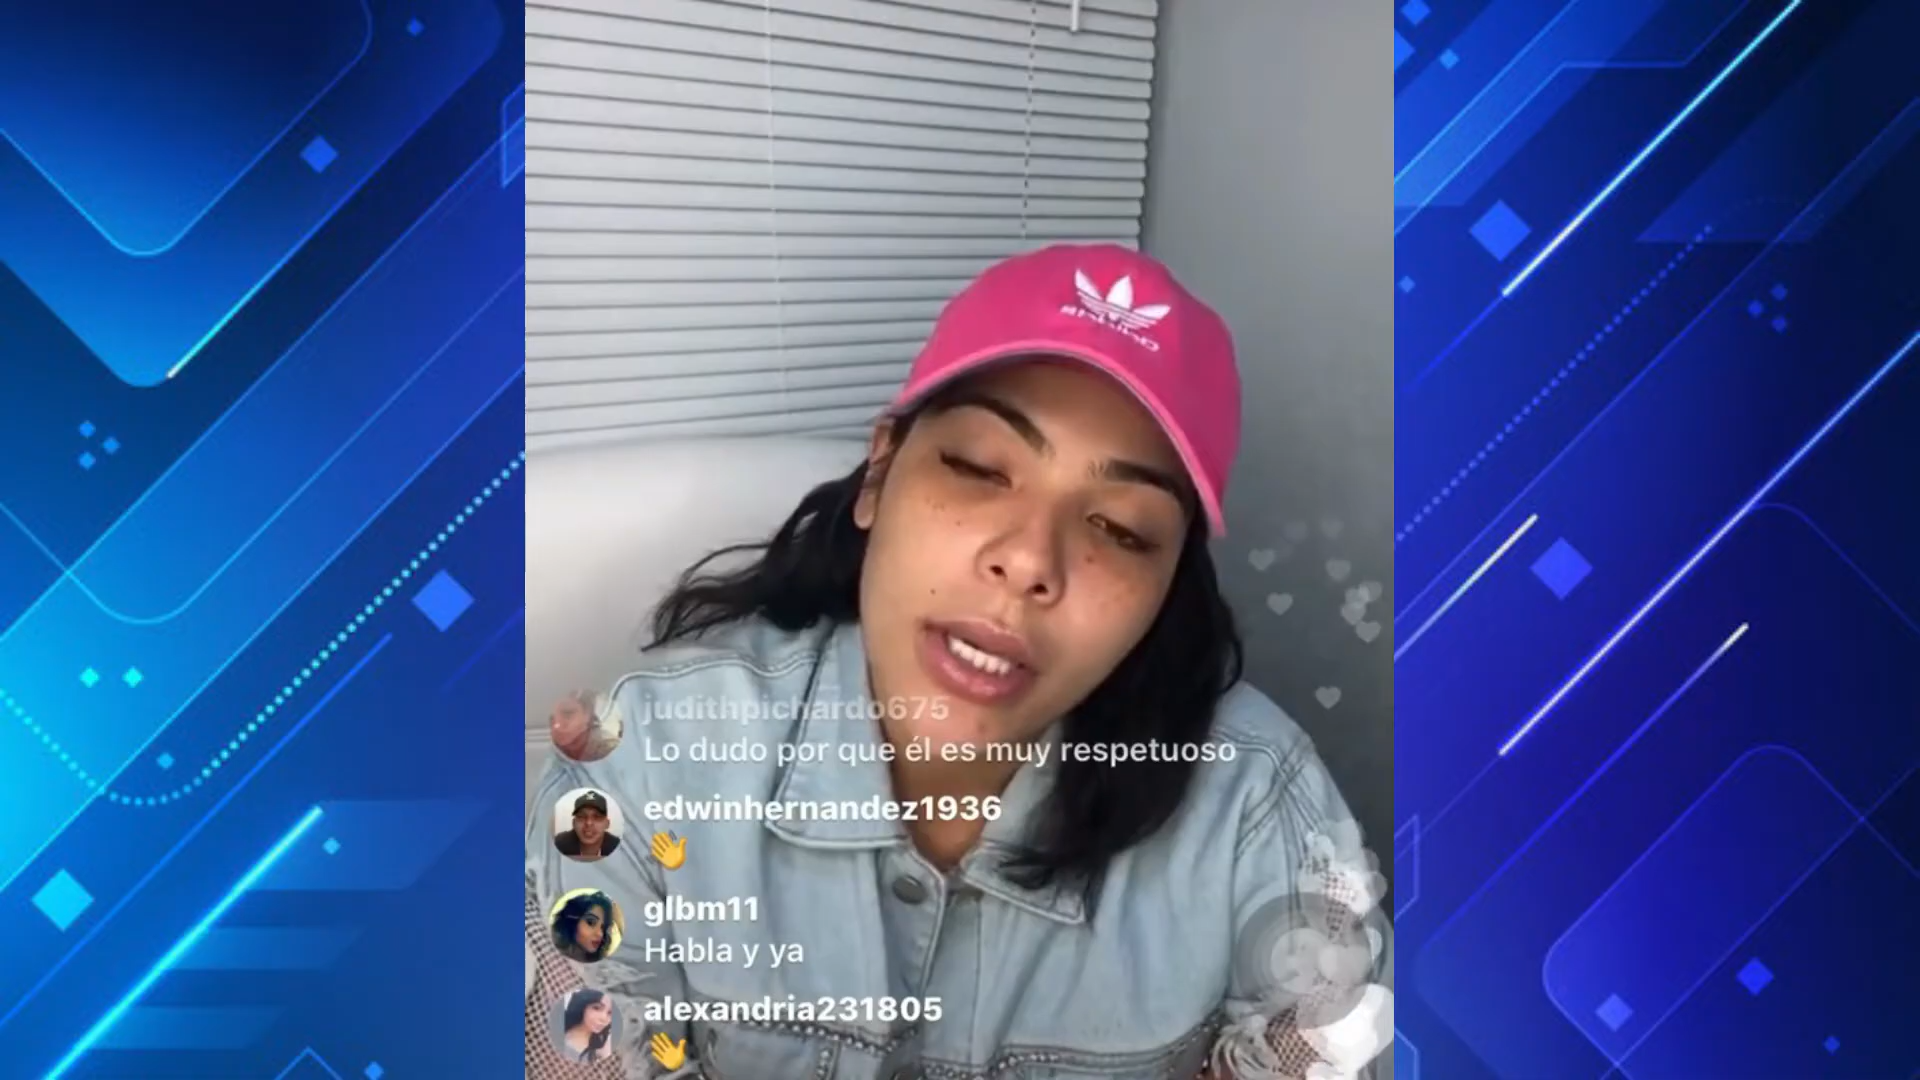 judithpichardo675
Lo dudo por que él es muy respetuoso
edwinhernandez1936
👋
glbm11
Habla y ya
alexandria231805
👋